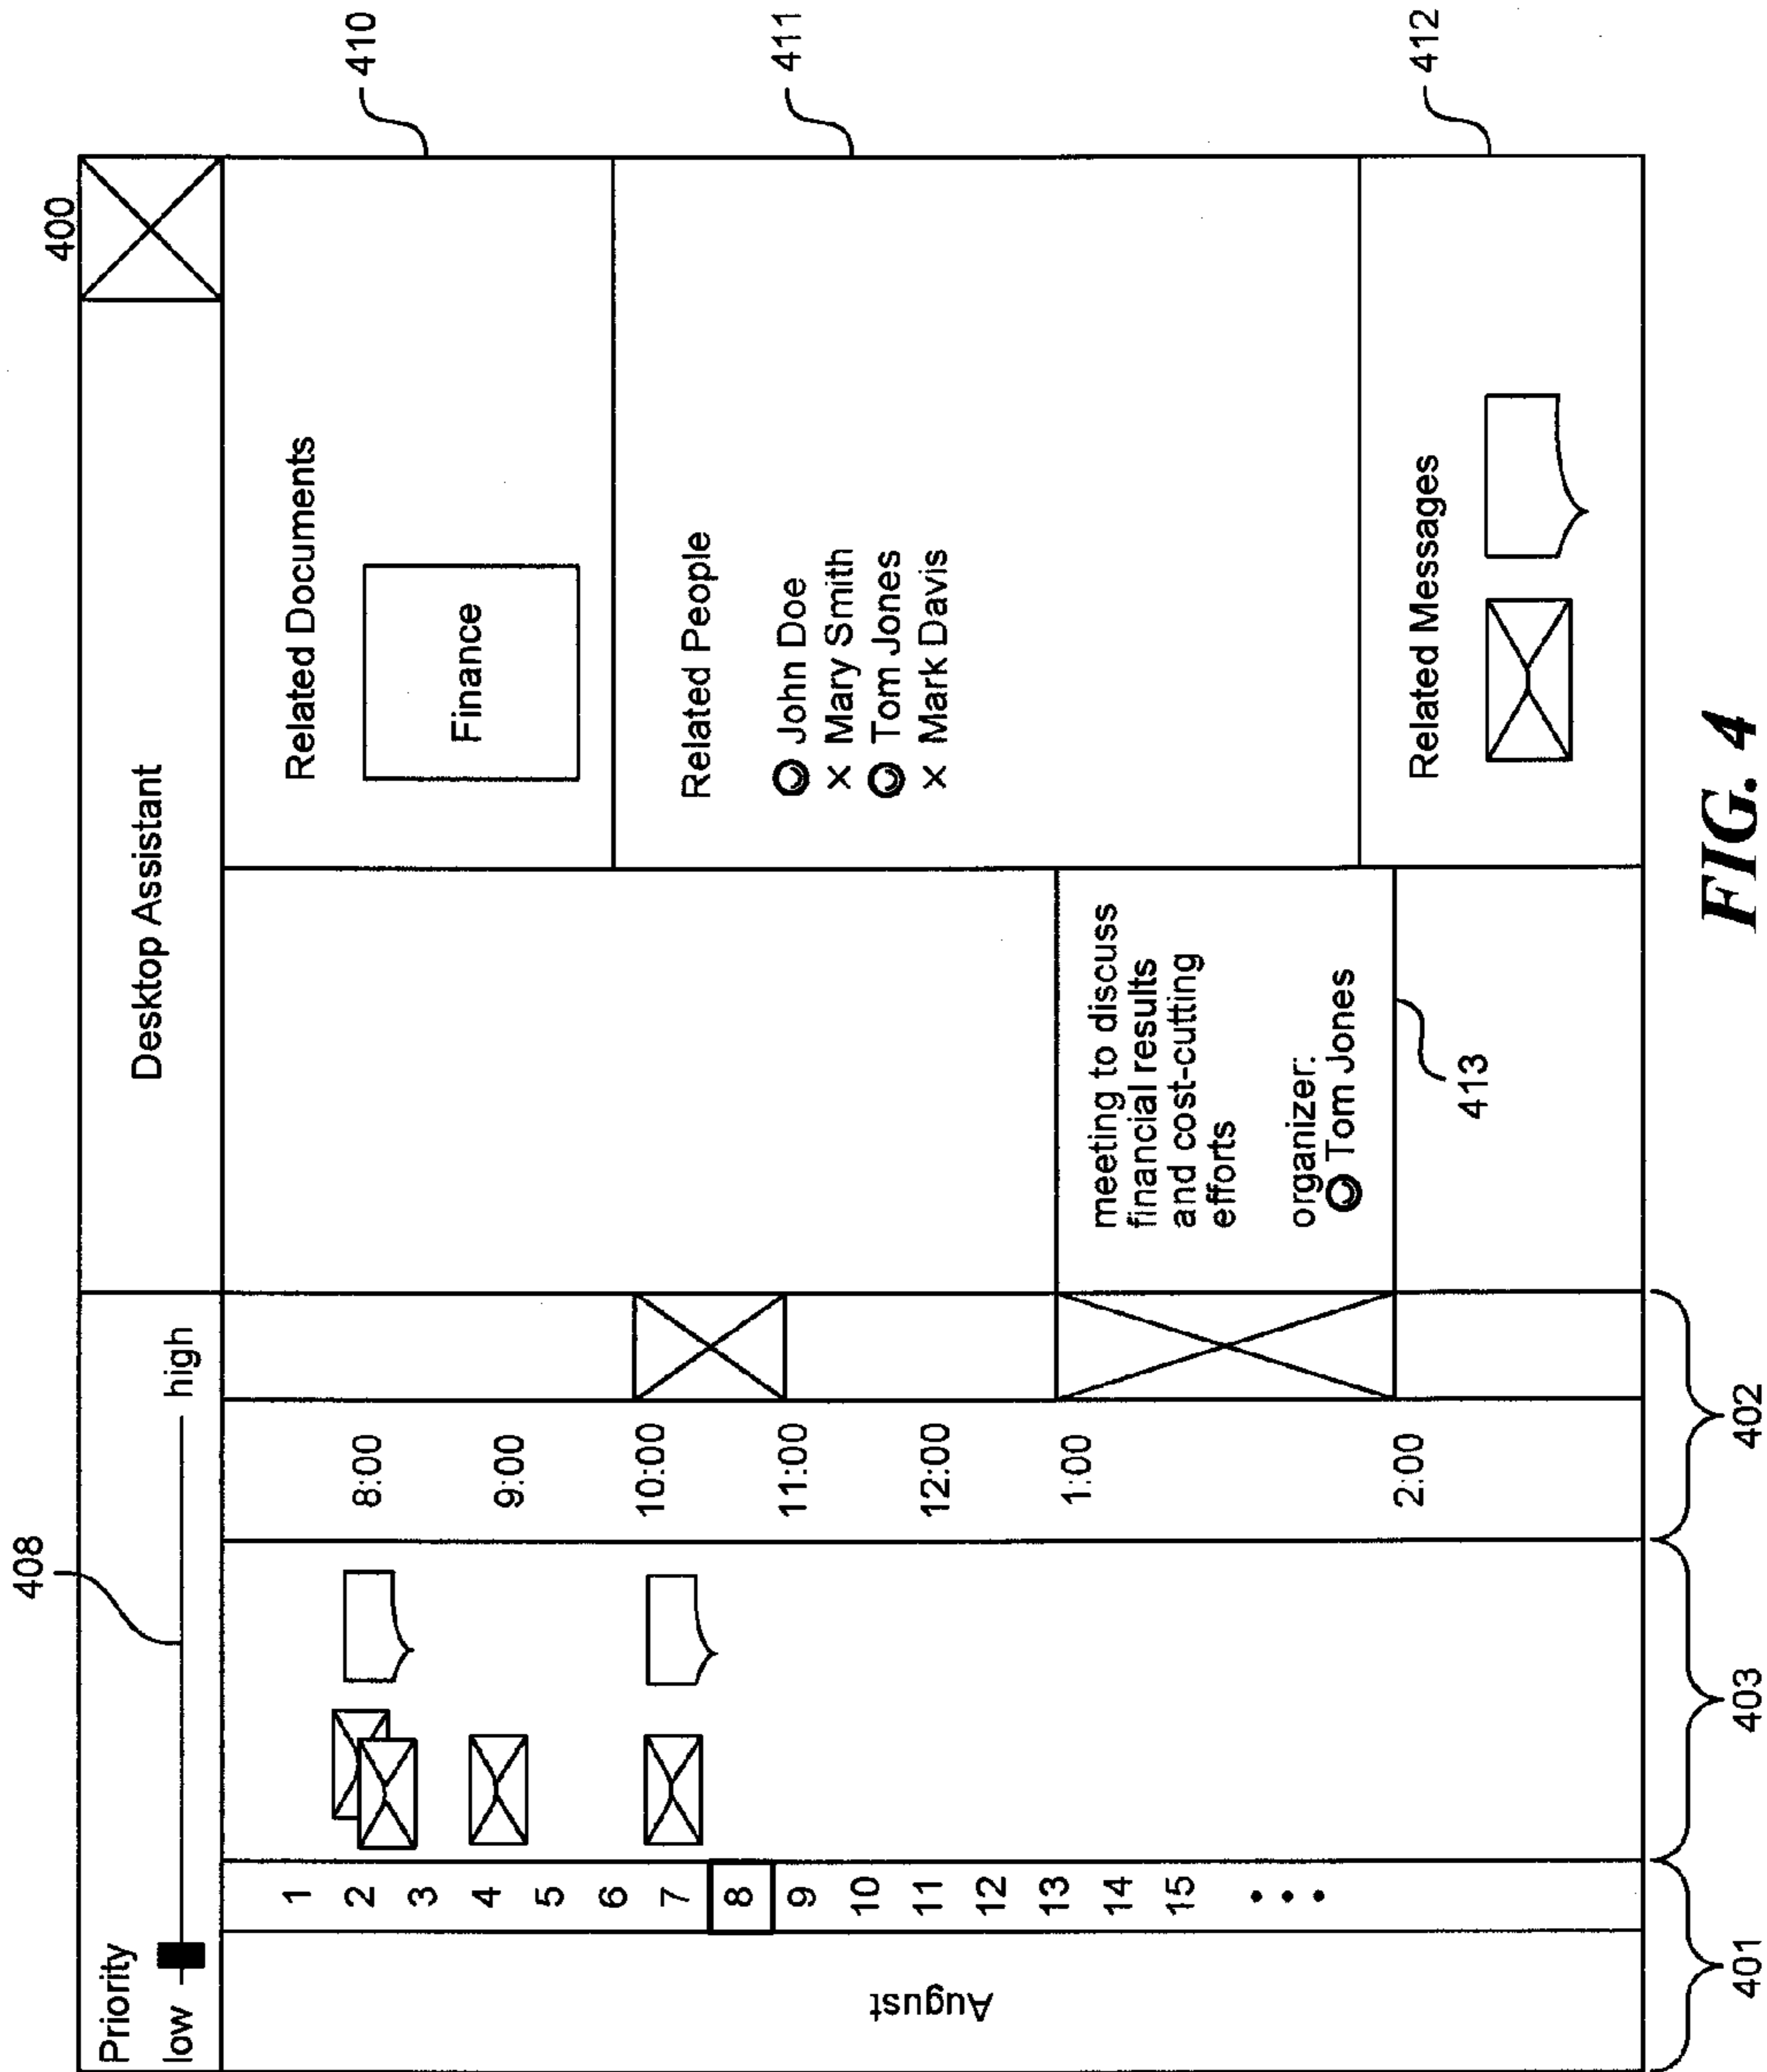 400
408
Priority
low
high
Desktop Assistant
August
1
2
3
4
5
6
7
8
9
10
11
12
13
14
15
8:00
9:00
10:00
11:00
12:00
1:00
2:00
meeting to discuss
financial results
and cost-cutting
efforts
organizer:
Tom Jones
413
Related Documents
Finance
410
Related People
John Doe
× Mary Smith
Tom Jones
× Mark Davis
411
Related Messages
412
401
403
402
FIG. 4